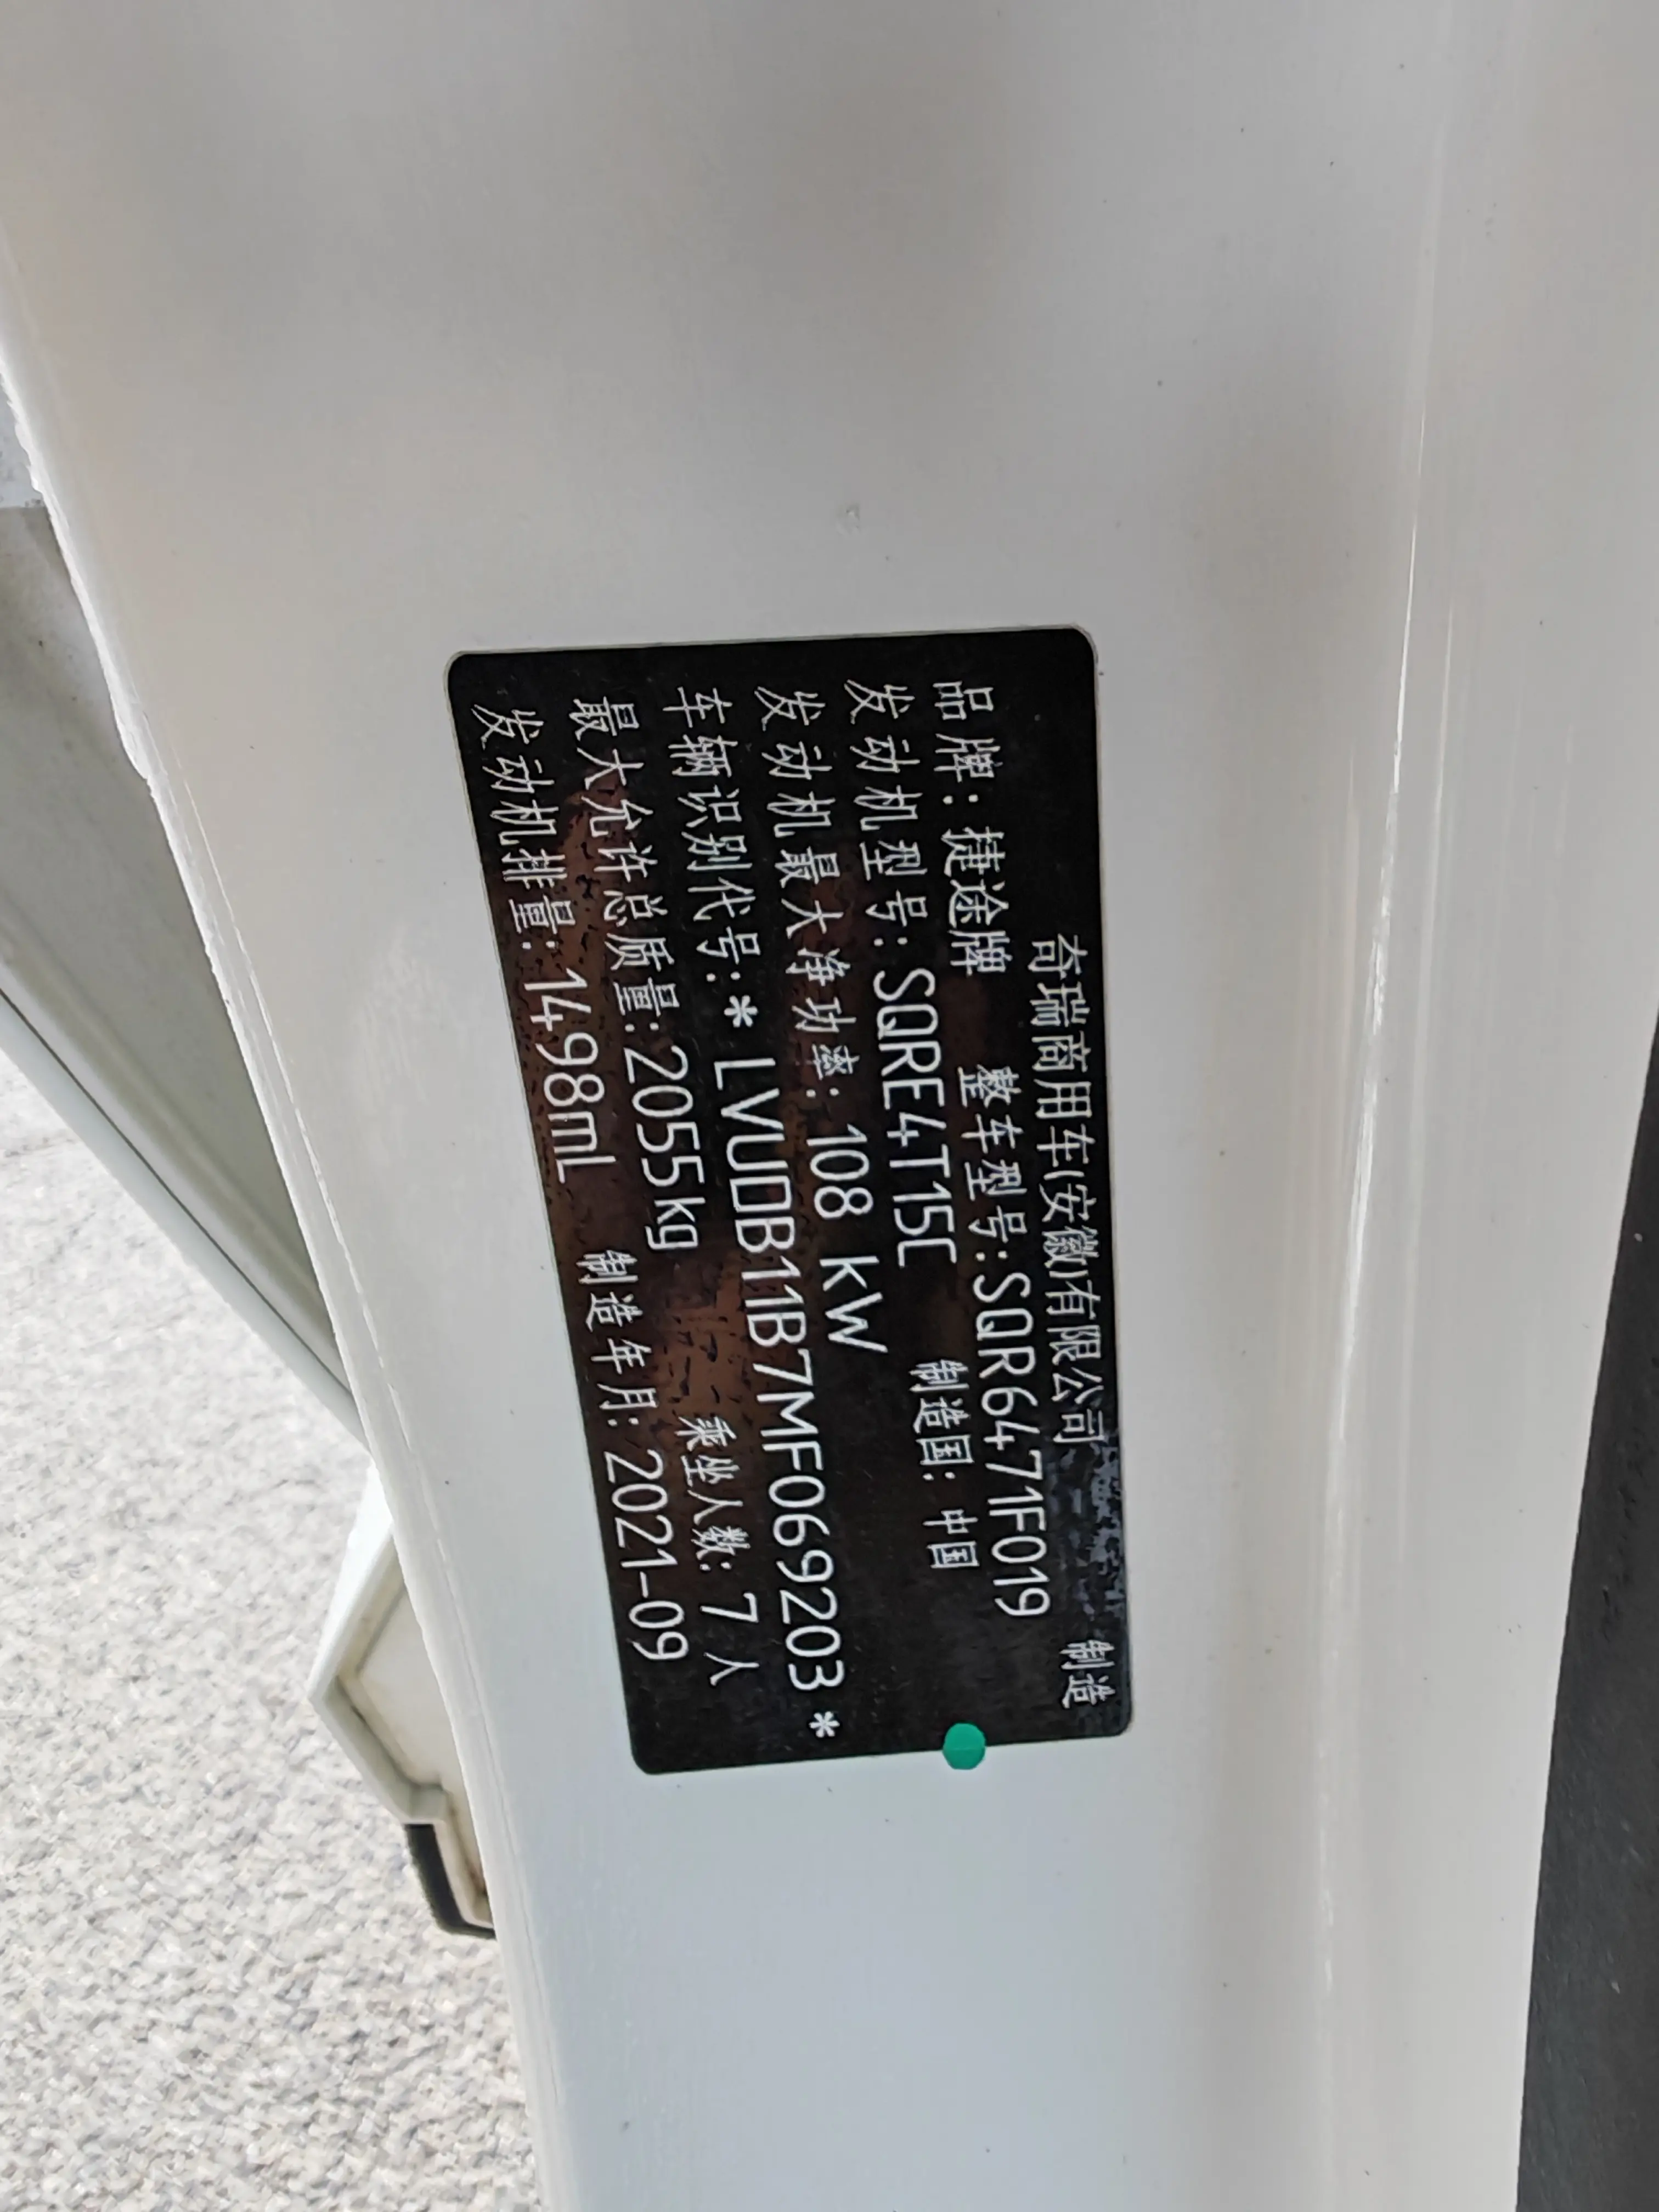 奇瑞商用车(安徽)有限公司 制造
品牌：捷途牌 整车型号：SQR6471F019
发动机型号：SQRE4T15C 制造国：中国
发动机最大净功率：108 kW
车辆识别代号：* LVUDB11B7MF069203 *
最大允许总质量：2055kg 乘坐人数：7人
发动机排量：1498mL 制造年月：2021-09